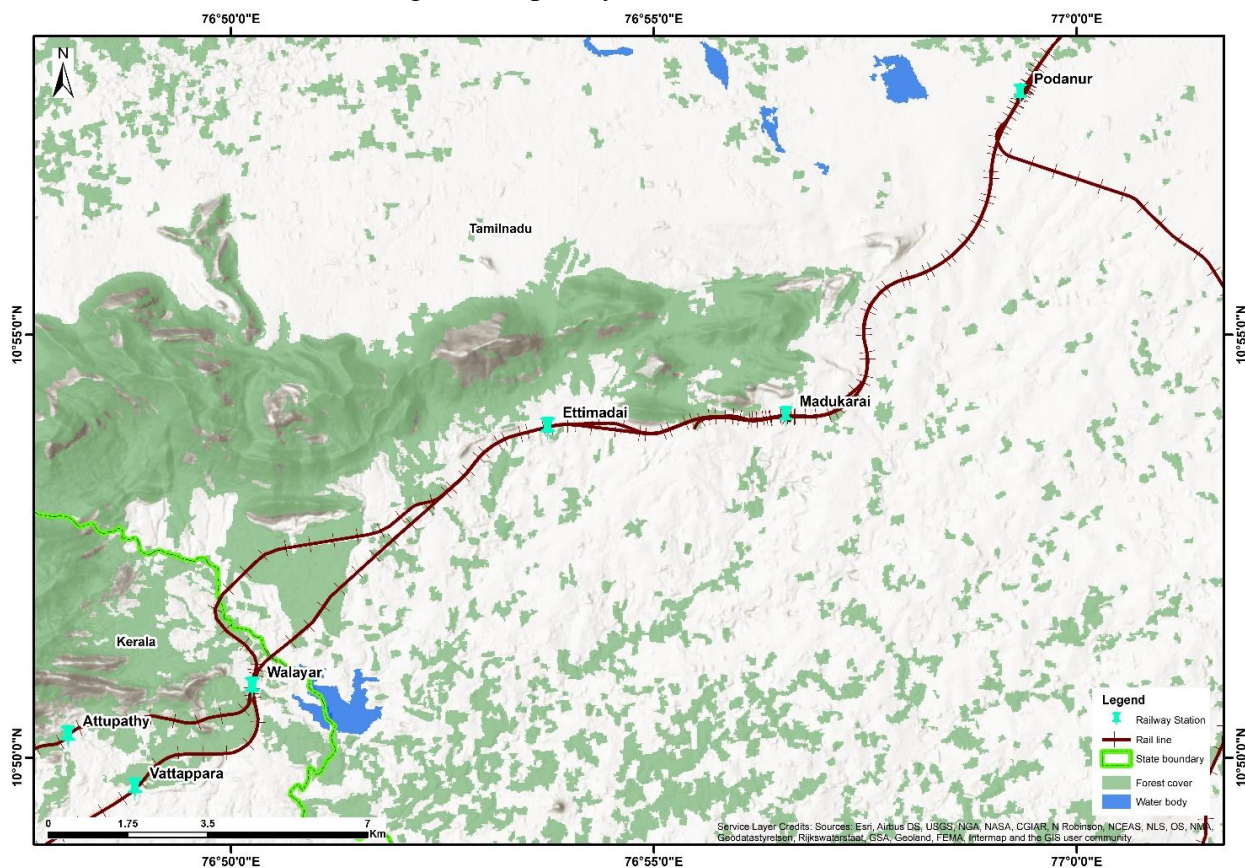 76°50'0"E
76°55'0"E
77°0'0"E
N
Podanur
Tamilnadu
10°55'0"N
10°55'0"N
Ettimadai
Madukarai
Kerala
Walayar
Attupathy
Vattappara
10°50'0"N
10°50'0"N
Legend
Railway Station
Rail line
State boundary
Forest cover
Water body
0
1.75
3.5
7
Km
Service Layer Credits: Sources: Esri, Airbus DS, USGS, NGA, NASA, CGIAR, N Robinson, NCEAS, NLS, OS, NMA,
Geodatastyrelsen, Rijkswaterstaat, GSA, Geoland, FEMA, Intermap and the GIS user community
76°50'0"E
76°55'0"E
77°0'0"E